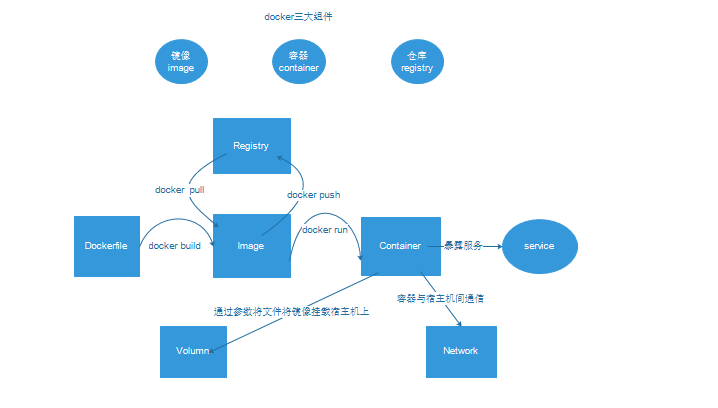 docker三大组件
镜像
image
容器
container
仓库
registry
Registry
docker pull
docker push
Dockerfile
docker build
Image
docker run
Container
暴露服务
service
容器与宿主机间通信
通过参数将文件将镜像挂载宿主机上
Volumn
Network